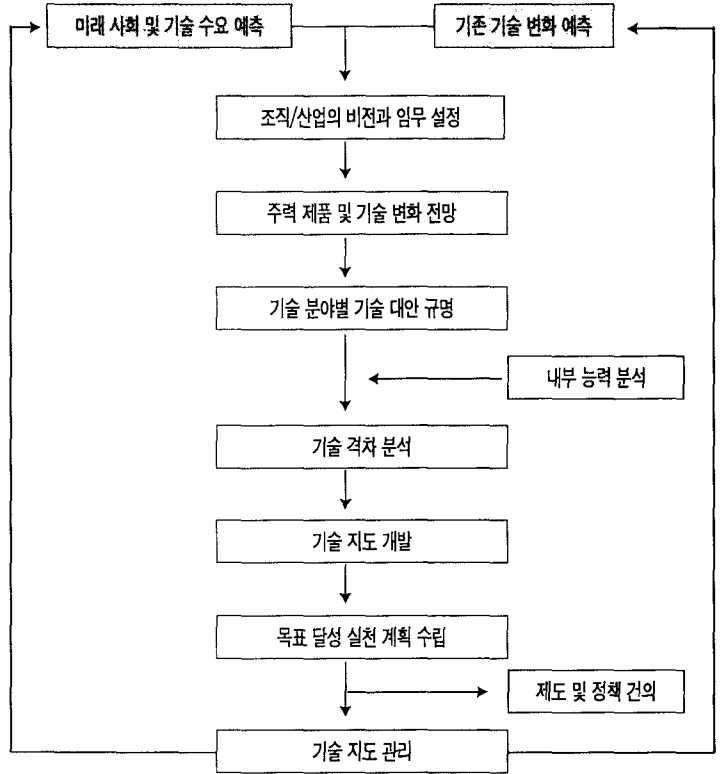 미래 사회 및 기술 수요 예측
기존 기술 변화 예측
조직/산업의 비전과 임무 설정
주력 제품 및 기술 변화 전망
기술 분야별 기술 대안 규명
내부 능력 분석
기술 격차 분석
기술 지도 개발
목표 달성 실천 계획 수립
제도 및 정책 건의
기술 지도 관리